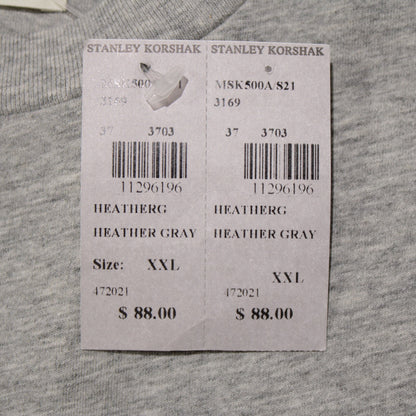 STANLEY KORSHAK
3169
37 3703
11296196
HEATHERG
HEATHER GRAY
Size: XXL
472021
$ 88.00
STANLEY KORSHAK
MSK500A/S21
3169
37 3703
11296196
HEATHERG
HEATHER GRAY
XXL
472021
$ 88.00